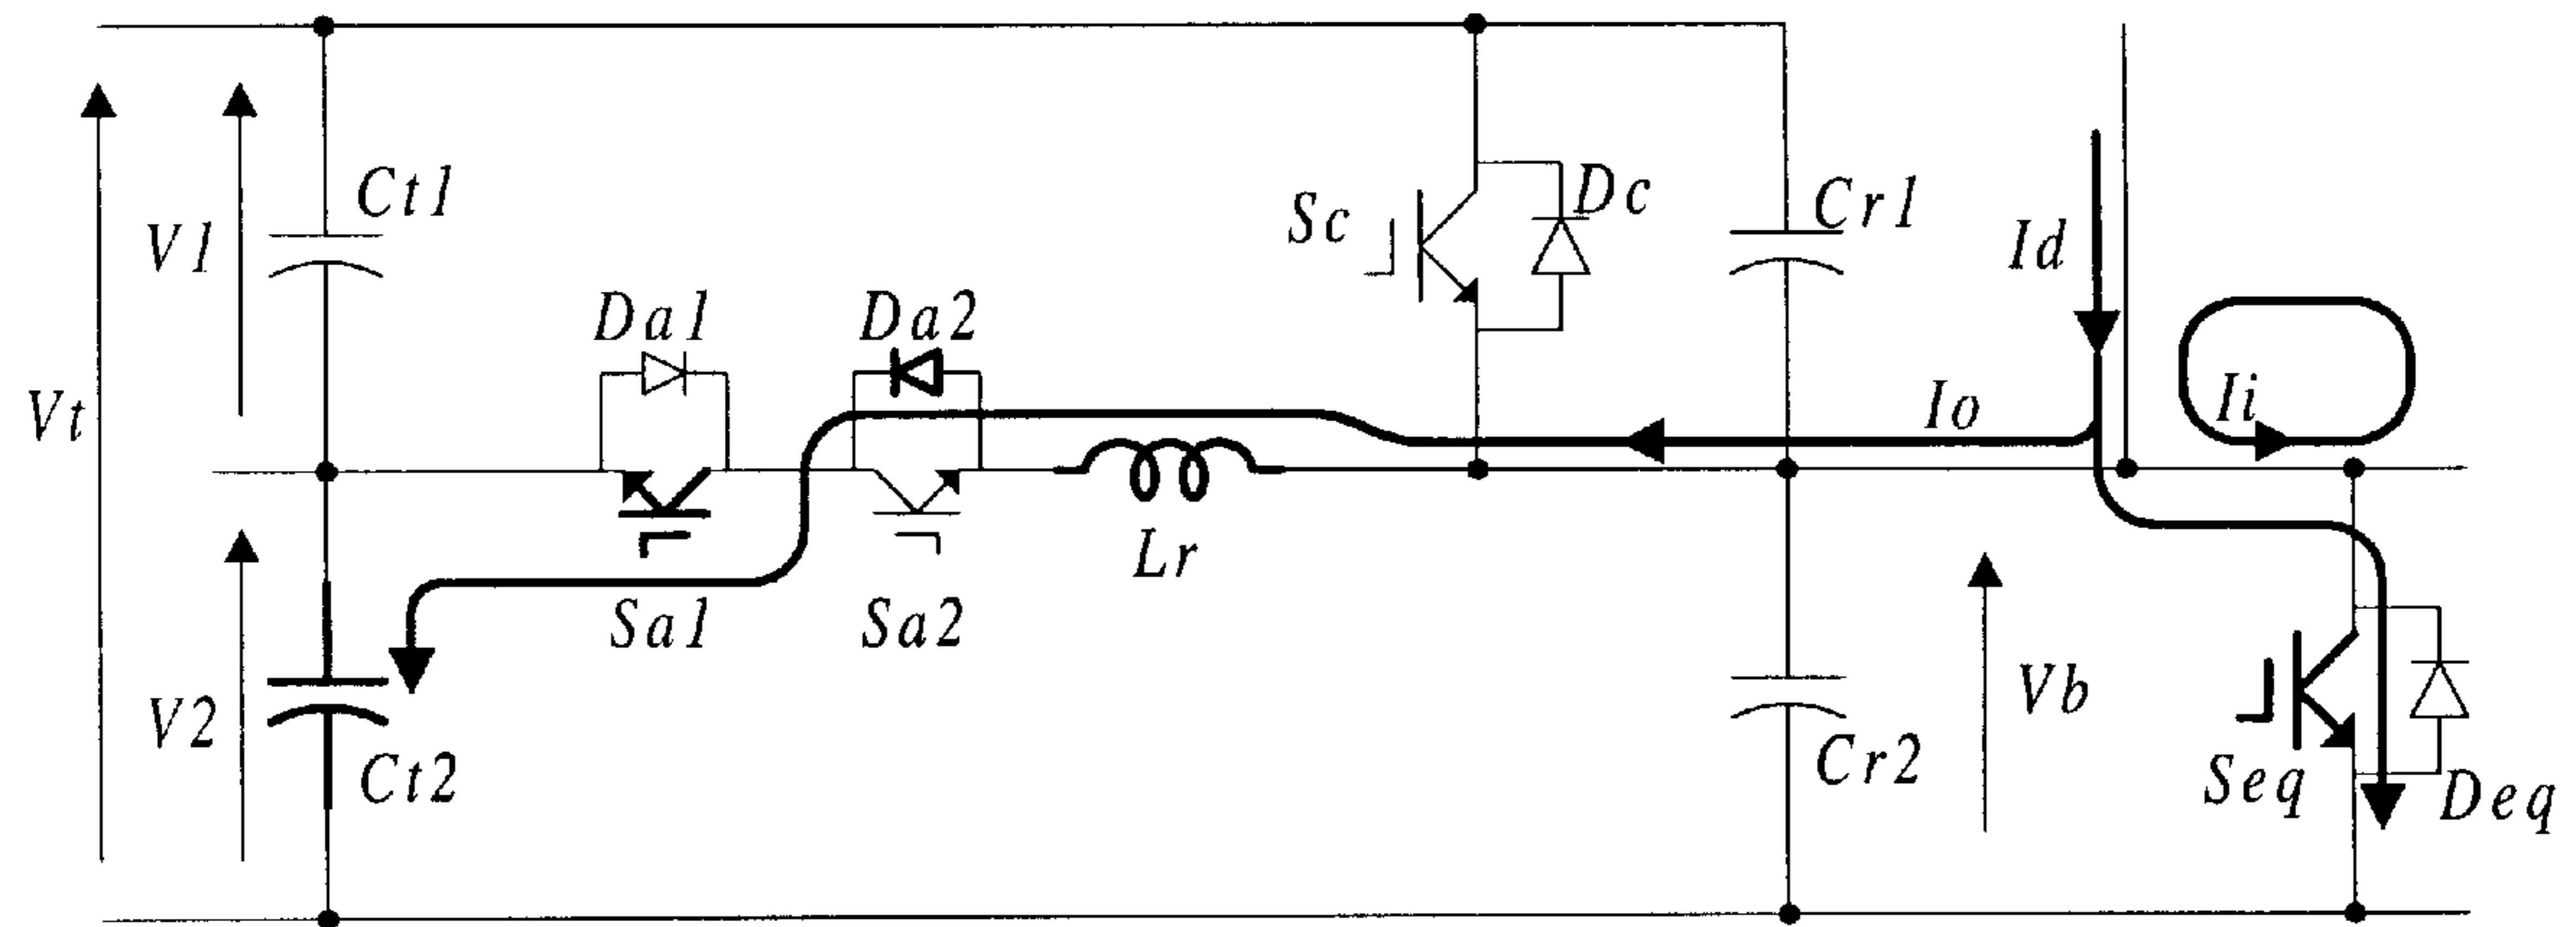 Ct1
Dc
Sc
Cr1
V1
Id
Da1
Da2
Ii
Vt
Io
Lr
Sa1
Sa2
Vb
V2
Ct2
Cr2
Seq
Deq